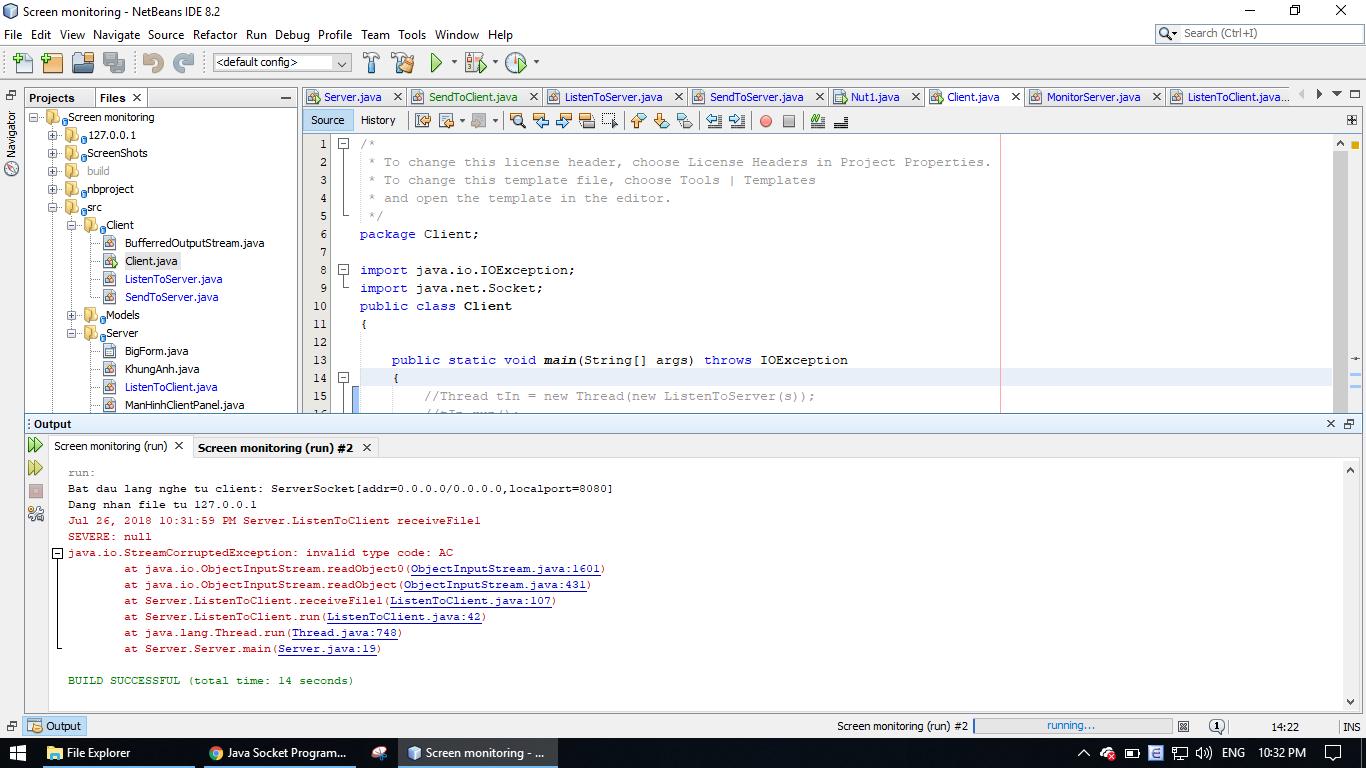 Screen monitoring - NetBeans IDE 8.2
File Edit View Navigate Source Refactor Run Debug Profile Team Tools Window Help
Search (Ctrl+I)
<default config>
Projects Files
Server.java SendToClient.java ListenToServer.java SendToServer.java Nut1.java Client.java MonitorServer.java ListenToClient.java...
Navigator
Source History
Screen monitoring
127.0.0.1
ScreenShots
build
nbproject
src
Client
BufferredOutputStream.java
Client.java
ListenToServer.java
SendToServer.java
Models
Server
BigForm.java
KhungAnh.java
ListenToClient.java
ManHinhClientPanel.java
1 /*
2 * To change this license header, choose License Headers in Project Properties.
3 * To change this template file, choose Tools | Templates
4 * and open the template in the editor.
5 */
6 package Client;
7
8 import java.io.IOException;
9 import java.net.Socket;
10 public class Client
11 {
12
13 public static void main(String[] args) throws IOException
14 {
15 //Thread tIn = new Thread(new ListenToServer(s));
16 //tIn.run();
Output
Screen monitoring (run) Screen monitoring (run) #2
run:
Bat dau lang nghe tu client: ServerSocket[addr=0.0.0.0/0.0.0.0,localport=8080]
Dang nhan file tu 127.0.0.1
Jul 26, 2018 10:31:59 PM Server.ListenToClient receiveFile1
SEVERE: null
java.io.StreamCorruptedException: invalid type code: AC
at java.io.ObjectInputStream.readObject0(ObjectInputStream.java:1601)
at java.io.ObjectInputStream.readObject(ObjectInputStream.java:431)
at Server.ListenToClient.receiveFile1(ListenToClient.java:107)
at Server.ListenToClient.run(ListenToClient.java:42)
at java.lang.Thread.run(Thread.java:748)
at Server.Server.main(Server.java:19)
BUILD SUCCESSFUL (total time: 14 seconds)
Output
Screen monitoring (run) #2 running... 1 14:22 INS
File Explorer Java Socket Program... Screen monitoring - ... ENG 10:32 PM